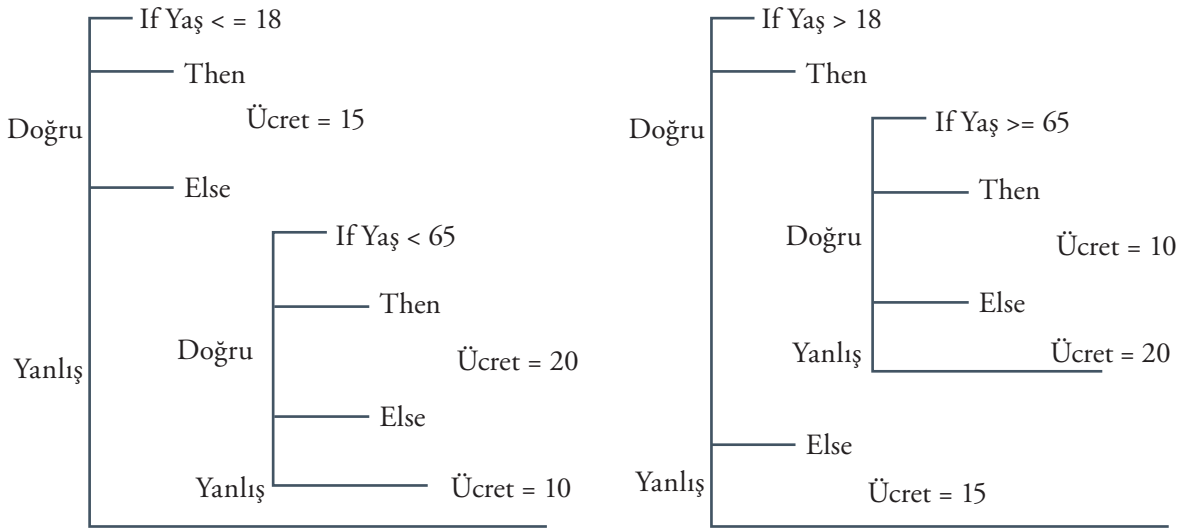 If Yaş < = 18
Then
Ücret = 15
Doğru
Else
If Yaş < 65
Then
Doğru
Ücret = 20
Yanlış
Else
Yanlış
Ücret = 10
If Yaş > 18
Then
If Yaş >= 65
Doğru
Then
Doğru
Ücret = 10
Else
Yanlış
Ücret = 20
Else
Yanlış
Ücret = 15